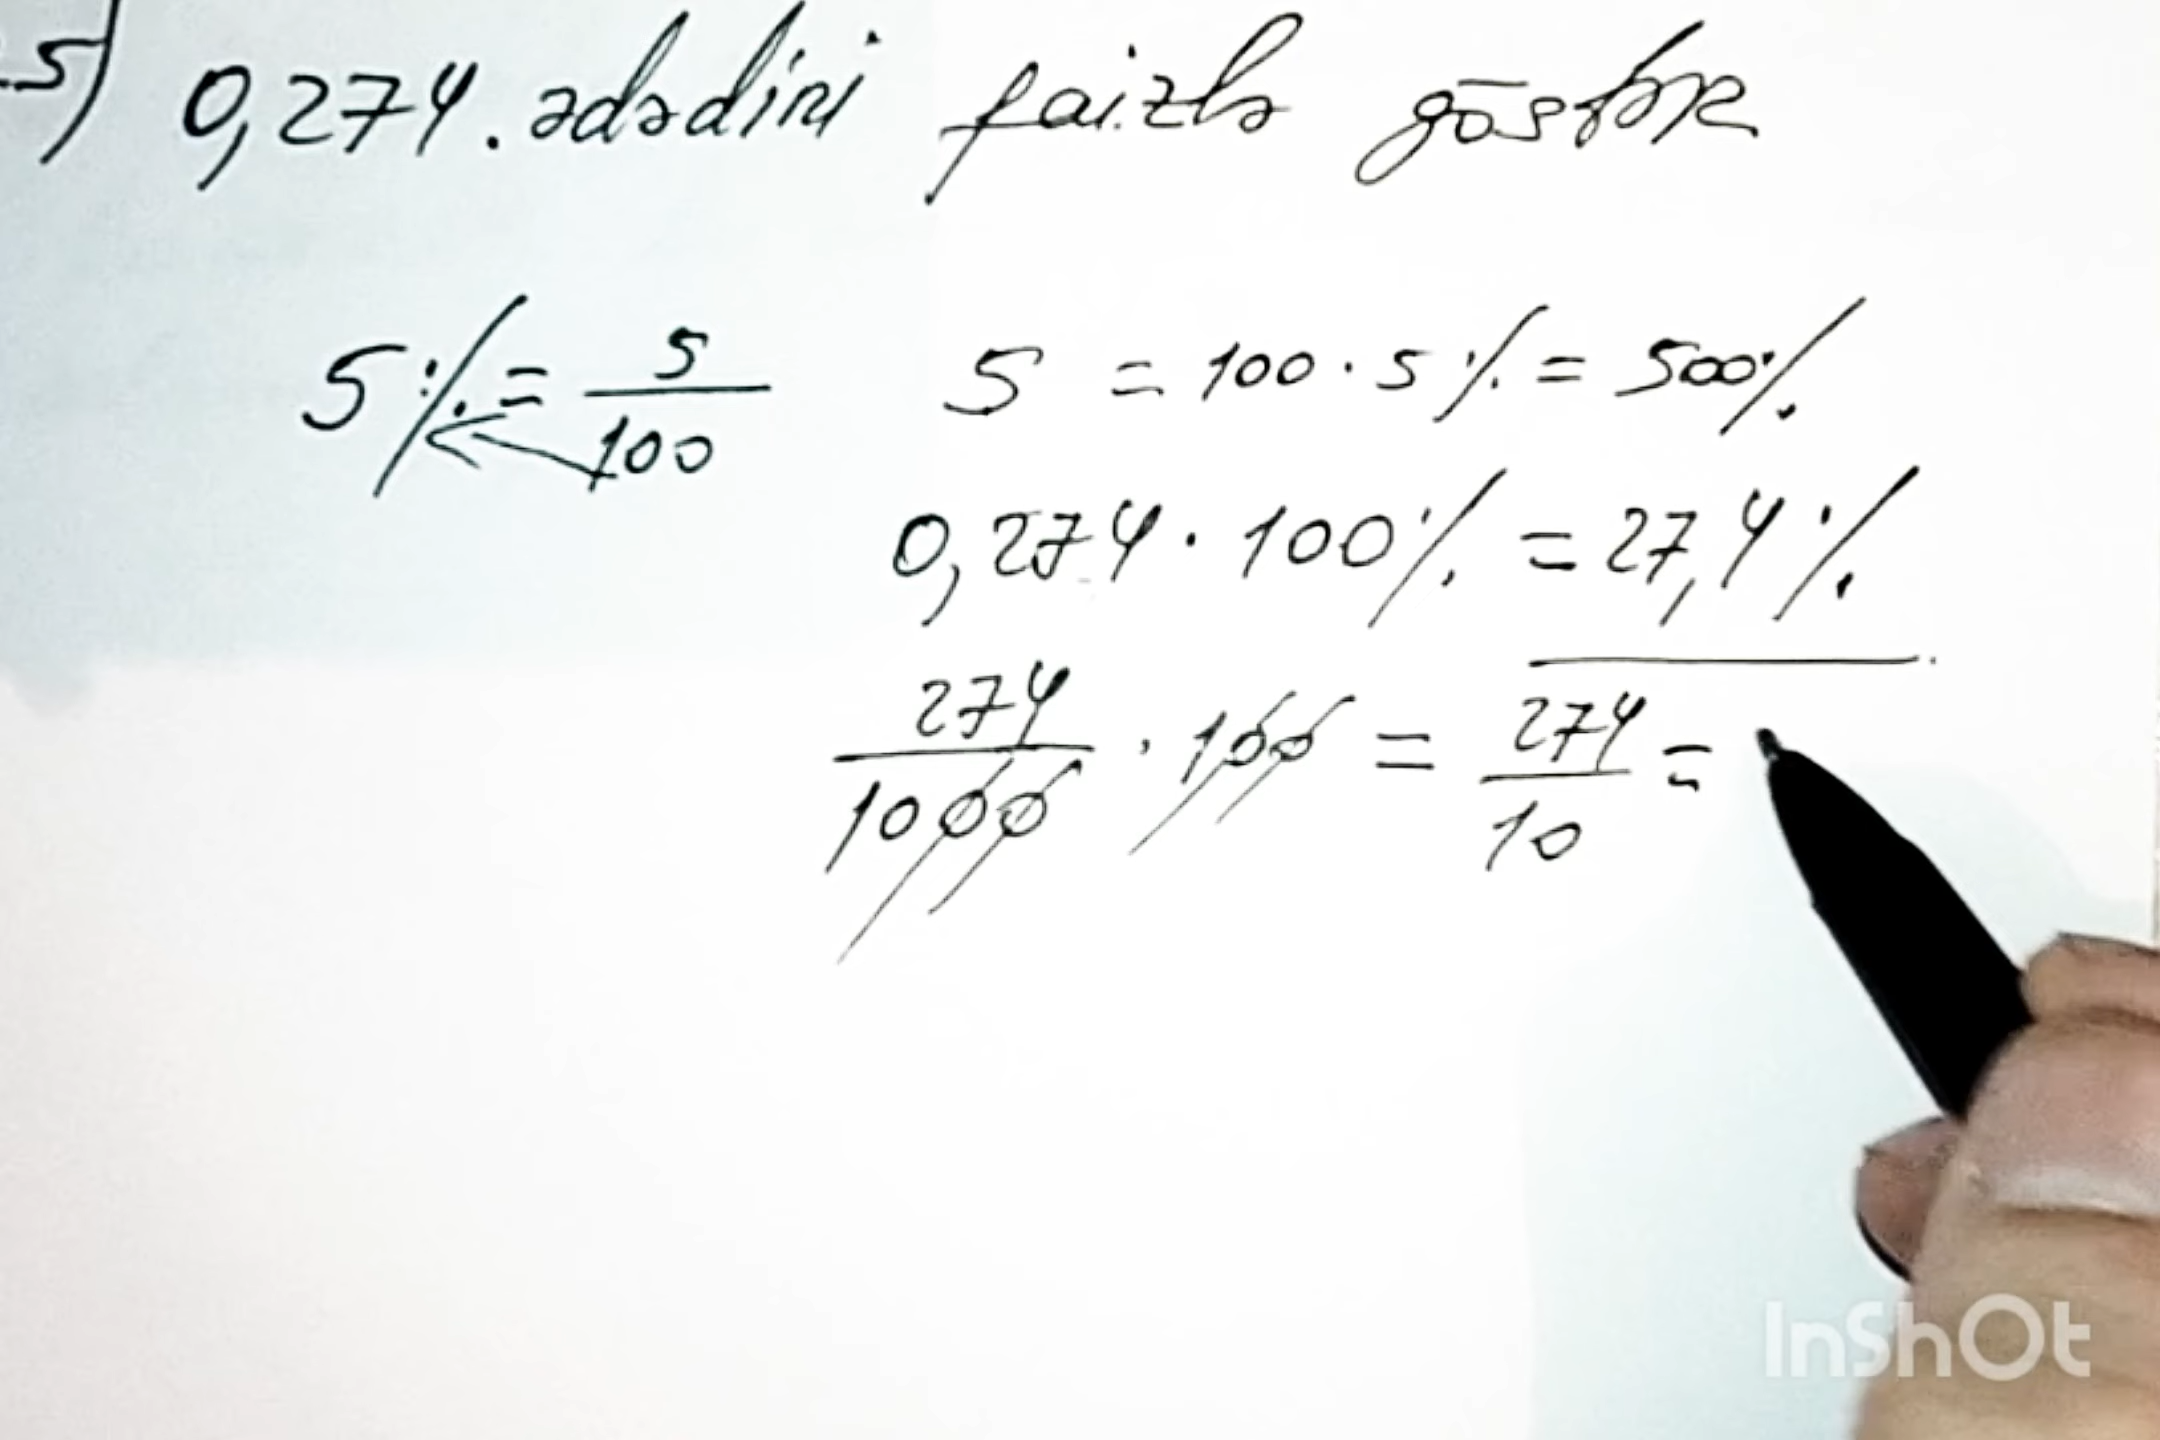 .5) 0,274. ədədini faizlə göstər
5% = 5/100
5 = 100 · 5% = 500%
0,274 · 100% = 27,4%
274/1000 · 100 = 274/10 =
InShOt